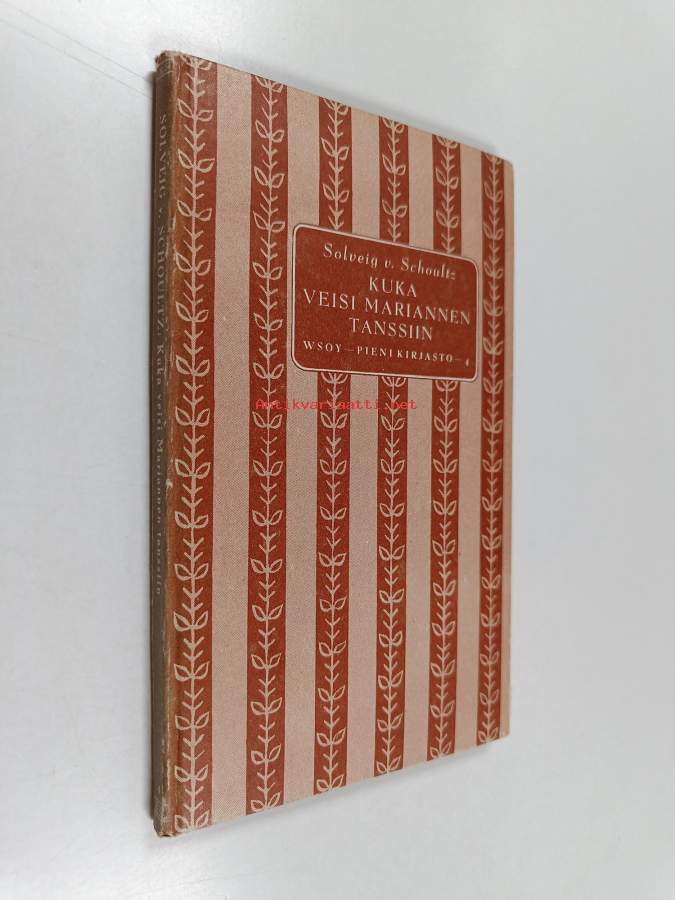 Solveig v. Schoultz
KUKA
VEISI MARIANNEN
TANSSIIN
WSOY—PIENI KIRJASTO—4
Antikvariaatti.net
SOLVEIG v. SCHOULTZ: Kuka veisi Mariannen tanssiin